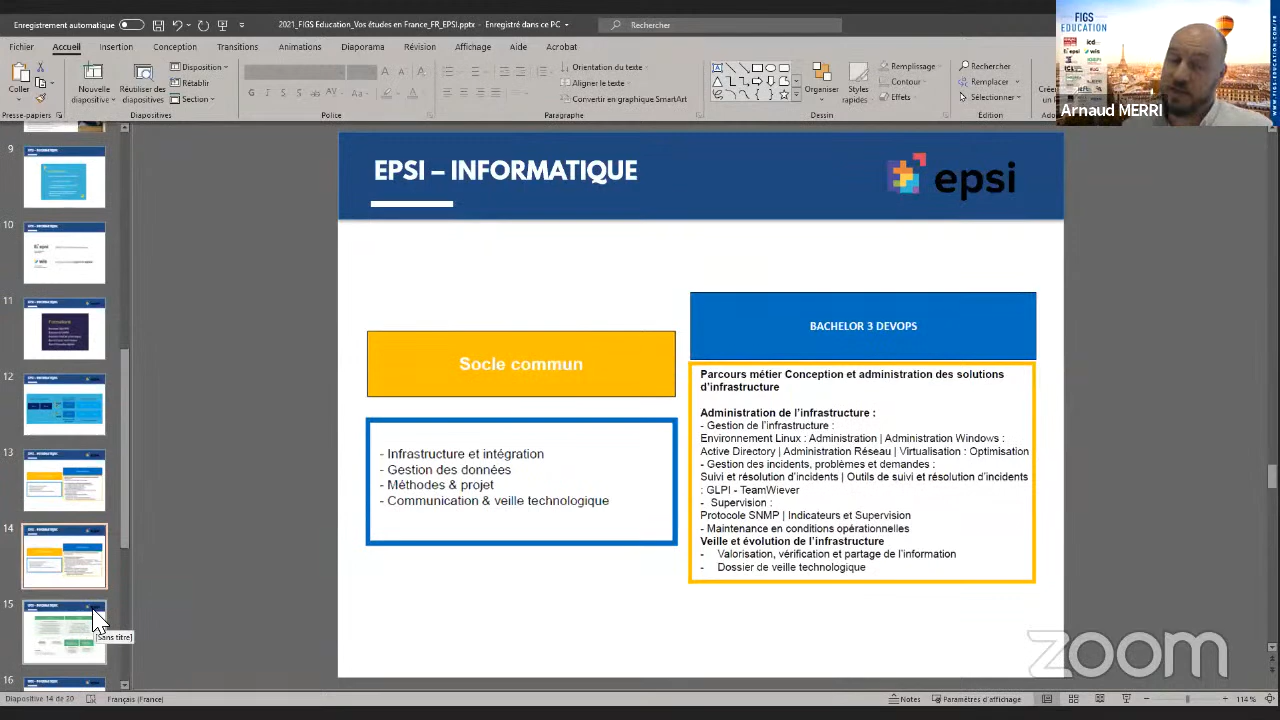 Enregistrement automatique
2021_FIGS Education_Vos études en France_FR_EPSI.pptx - Enregistré dans ce PC
Rechercher
Fichier Accueil Insertion Conception Transitions Animations Révision Affichage Aide Acrobat
Coller
Nouvelles diapositives
Réutiliser
diapositives
Section
Orientation du texte
Aligner le texte
Convertir en graphique SmartArt
Organiser
Styles rapides
Remplissage
Contour
Effets
Rechercher
Remplacer
Sélectionner
Presse-papiers
Diapositives
Police
Paragraphe
Dessin
FIGS
EDUCATION
Arnaud MERRI
9
10
11
12
13
14
15
[Sans titre]
16
EPSI – INFORMATIQUE
epsi
Socle commun
- Infrastructure et intégration
- Gestion des données
- Méthodes & projet
- Communication & veille technologique
BACHELOR 3 DEVOPS
Parcours métier Conception et administration des solutions
d’infrastructure
Administration de l’infrastructure :
- Gestion de l’infrastructure :
Environnement Linux : Administration | Administration Windows :
Active Directory | Administration Réseau | Virtualisation : Optimisation
- Gestion des incidents, problèmes et demandes :
Suivi et résolution d’incidents | Outils de suivi et résolution d’incidents
: GLPI - TeamWiever
- Supervision :
Protocole SNMP | Indicateurs et Supervision
- Maintenance en conditions opérationnelles
Veille et évolution de l’infrastructure
- Valorisation, vérification et partage de l’information
- Dossier de veille technologique
zoom
Diapositive 14 de 20
Français (France)
Notes
Paramètres d’affichage
114 %